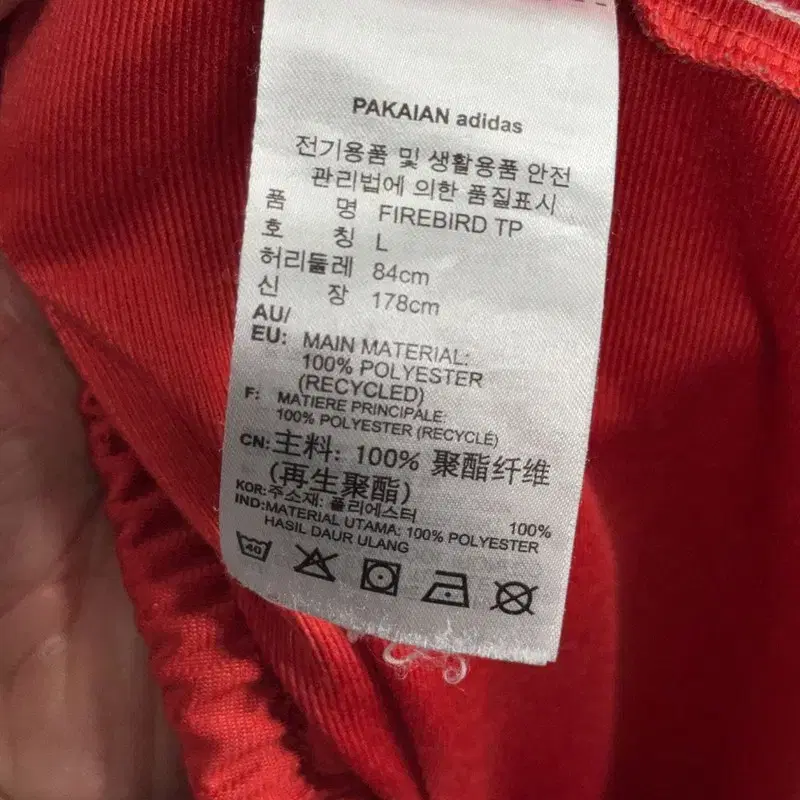 PAKAIAN adidas
전기용품 및 생활용품 안전
관리법에 의한 품질표시
품 명 FIREBIRD TP
호 칭 L
허리둘레 84cm
신 장 178cm
AU/
EU: MAIN MATERIAL:
100% POLYESTER
(RECYCLED)
F: MATIERE PRINCIPALE:
100% POLYESTER (RECYCLÉ)
CN: 主料: 100% 聚酯纤维
(再生聚酯)
KOR: 주소재: 폴리에스터 100%
IND: MATERIAL UTAMA: 100% POLYESTER
HASIL DAUR ULANG
40